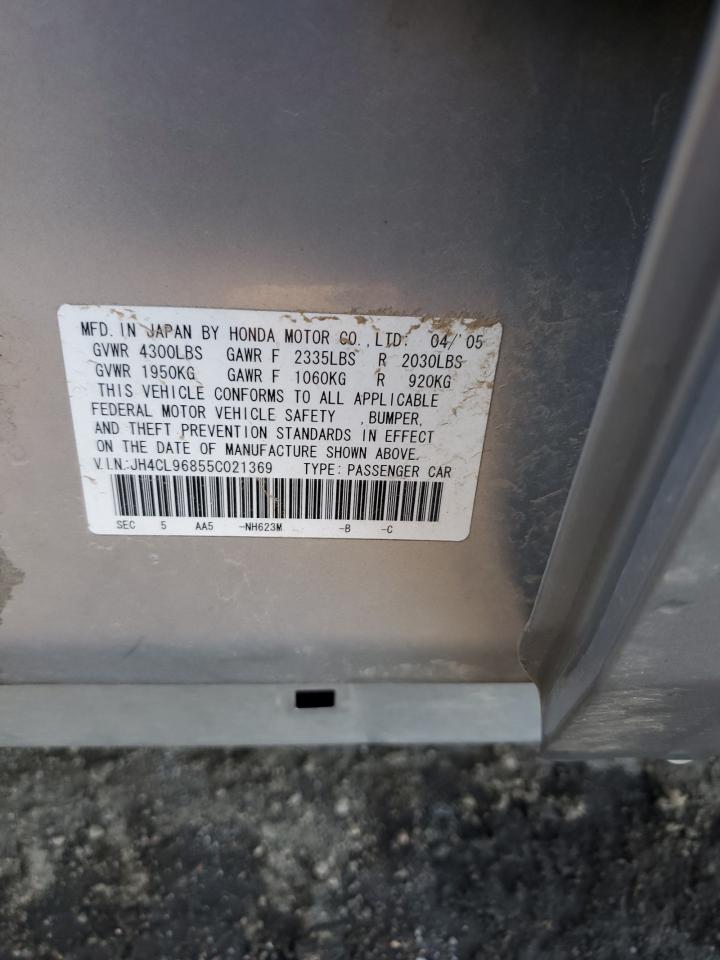 MFD. IN JAPAN BY HONDA MOTOR CO.,LTD: 04/'05
GVWR 4300LBS GAWR F 2335LBS R 2030LBS
GVWR 1950KG GAWR F 1060KG R 920KG
THIS VEHICLE CONFORMS TO ALL APPLICABLE
FEDERAL MOTOR VEHICLE SAFETY ,BUMPER,
AND THEFT PREVENTION STANDARDS IN EFFECT
ON THE DATE OF MANUFACTURE SHOWN ABOVE.
V.I.N.:JH4CL96855C021369 TYPE: PASSENGER CAR
SEC 5 AA5 -NH623M -B -C